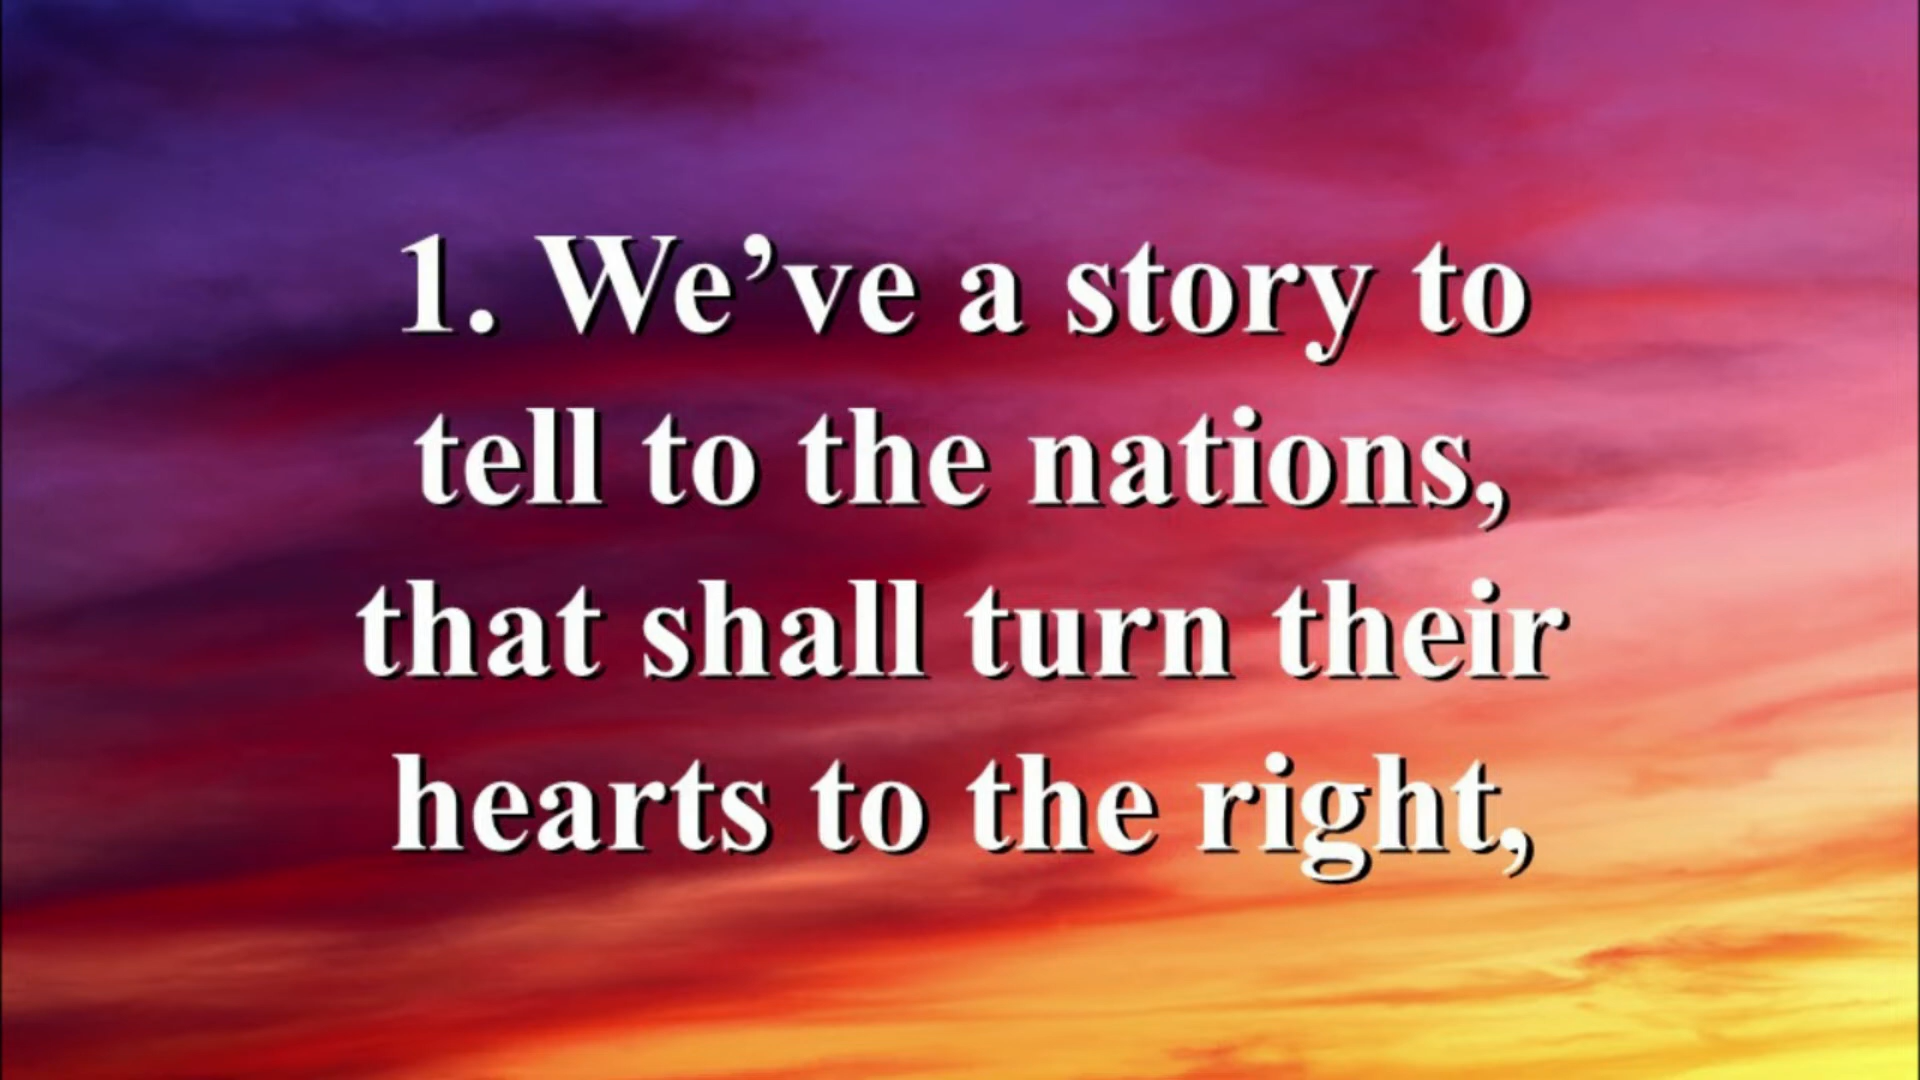 1. We’ve a story to
tell to the nations,
that shall turn their
hearts to the right,